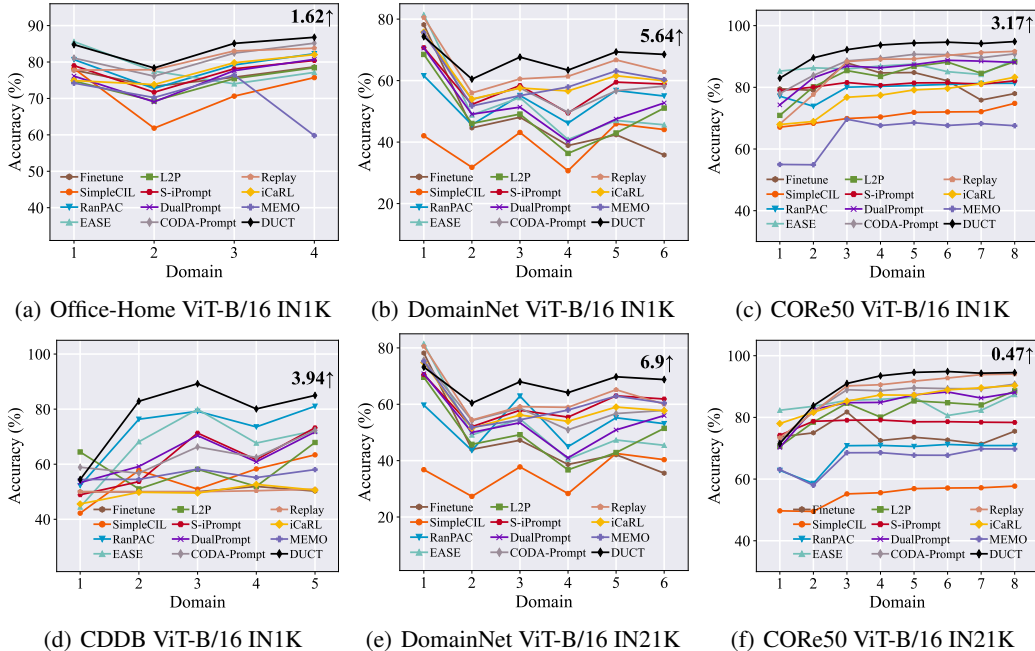 1.62↑
Accuracy (%)
90
80
70
60
50
40
Finetune
SimpleCIL
RanPAC
EASE
L2P
S-iPrompt
DualPrompt
CODA-Prompt
Replay
iCaRL
MEMO
DUCT
1 2 3 4
Domain
(a) Office-Home ViT-B/16 IN1K
5.64↑
Accuracy (%)
80
60
40
20
Finetune
SimpleCIL
RanPAC
EASE
L2P
S-iPrompt
DualPrompt
CODA-Prompt
Replay
iCaRL
MEMO
DUCT
1 2 3 4 5 6
Domain
(b) DomainNet ViT-B/16 IN1K
3.17↑
Accuracy (%)
100
80
60
40
Finetune
SimpleCIL
RanPAC
EASE
L2P
S-iPrompt
DualPrompt
CODA-Prompt
Replay
iCaRL
MEMO
DUCT
1 2 3 4 5 6 7 8
Domain
(c) CORe50 ViT-B/16 IN1K
3.94↑
Accuracy (%)
100
80
60
40
Finetune
SimpleCIL
RanPAC
EASE
L2P
S-iPrompt
DualPrompt
CODA-Prompt
Replay
iCaRL
MEMO
DUCT
1 2 3 4 5
Domain
(d) CDDB ViT-B/16 IN1K
6.9↑
Accuracy (%)
80
60
40
20
Finetune
SimpleCIL
RanPAC
EASE
L2P
S-iPrompt
DualPrompt
CODA-Prompt
Replay
iCaRL
MEMO
DUCT
1 2 3 4 5 6
Domain
(e) DomainNet ViT-B/16 IN21K
0.47↑
Accuracy (%)
100
80
60
40
Finetune
SimpleCIL
RanPAC
EASE
L2P
S-iPrompt
DualPrompt
CODA-Prompt
Replay
iCaRL
MEMO
DUCT
1 2 3 4 5 6 7 8
Domain
(f) CORe50 ViT-B/16 IN21K